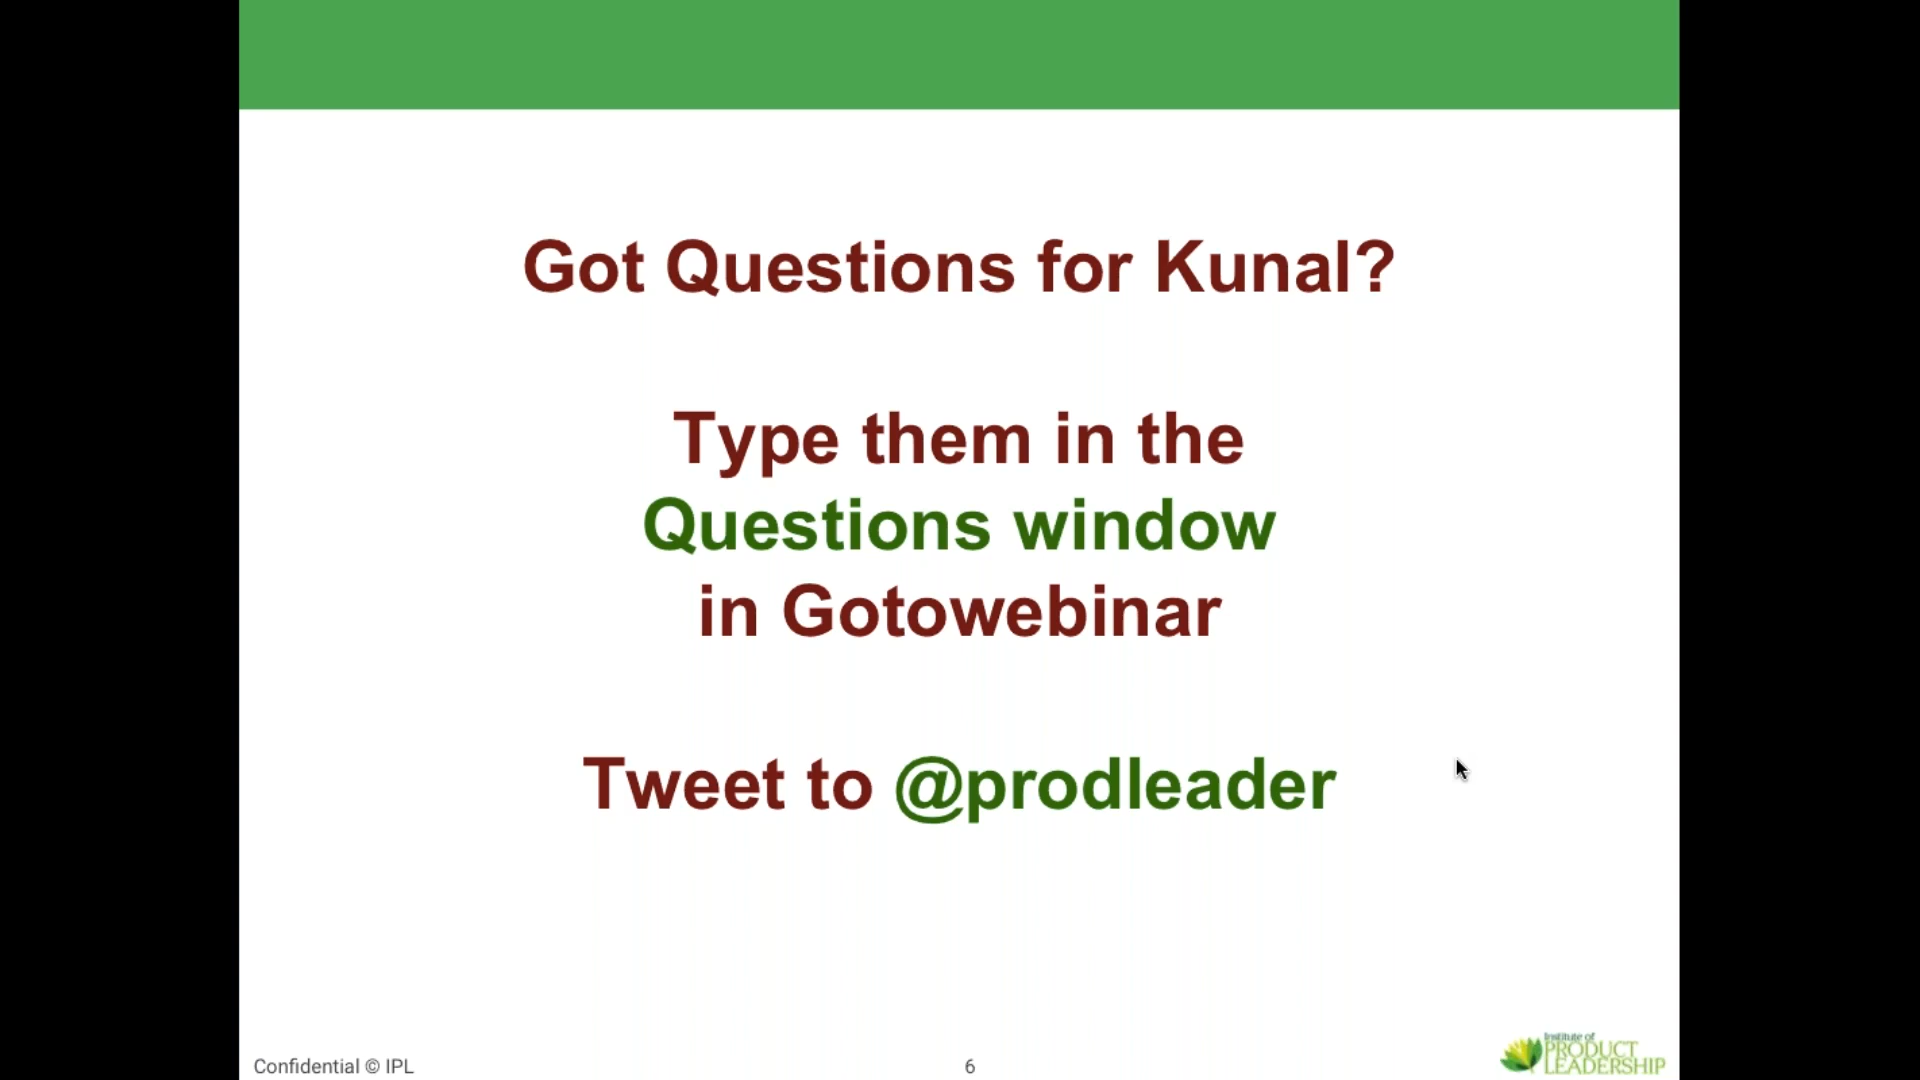 Got Questions for Kunal?
Type them in the
Questions window
in Gotowebinar
Tweet to @prodleader
Confidential © IPL
6
Institute of
PRODUCT
LEADERSHIP